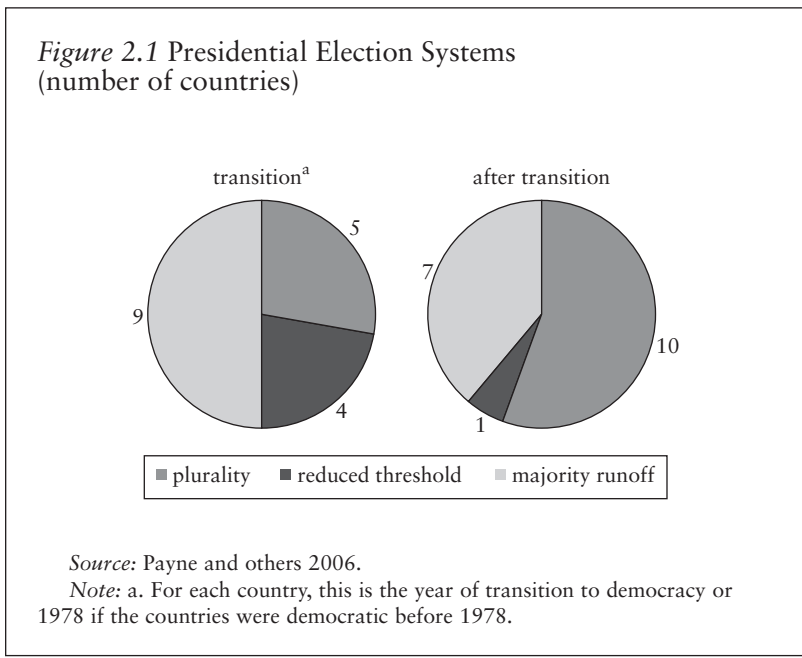 Figure 2.1 Presidential Election Systems
(number of countries)
transitionᵃ
after transition
5
9
4
7
10
1
plurality
reduced threshold
majority runoff
Source: Payne and others 2006.
Note: a. For each country, this is the year of transition to democracy or
1978 if the countries were democratic before 1978.